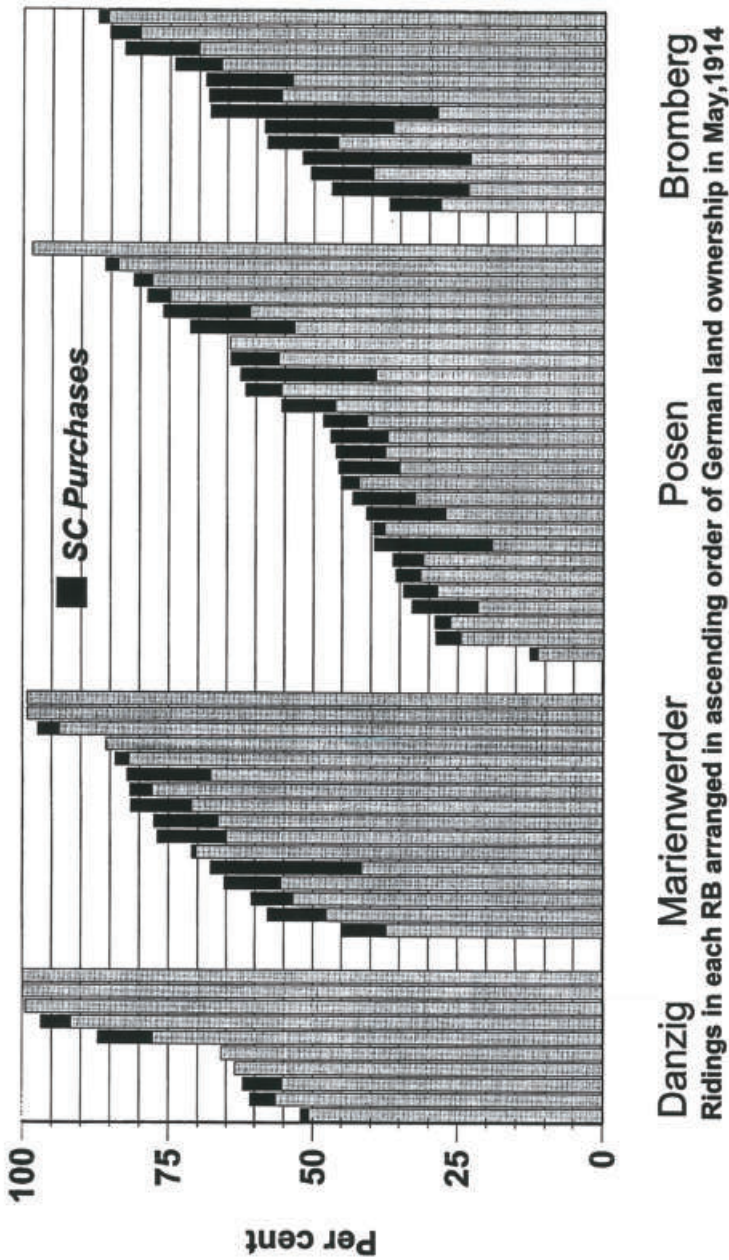 Per cent
100
75
50
25
0
SC Purchases
Danzig
Marienwerder
Posen
Bromberg
Ridings in each RB arranged in ascending order of German land ownership in May,1914